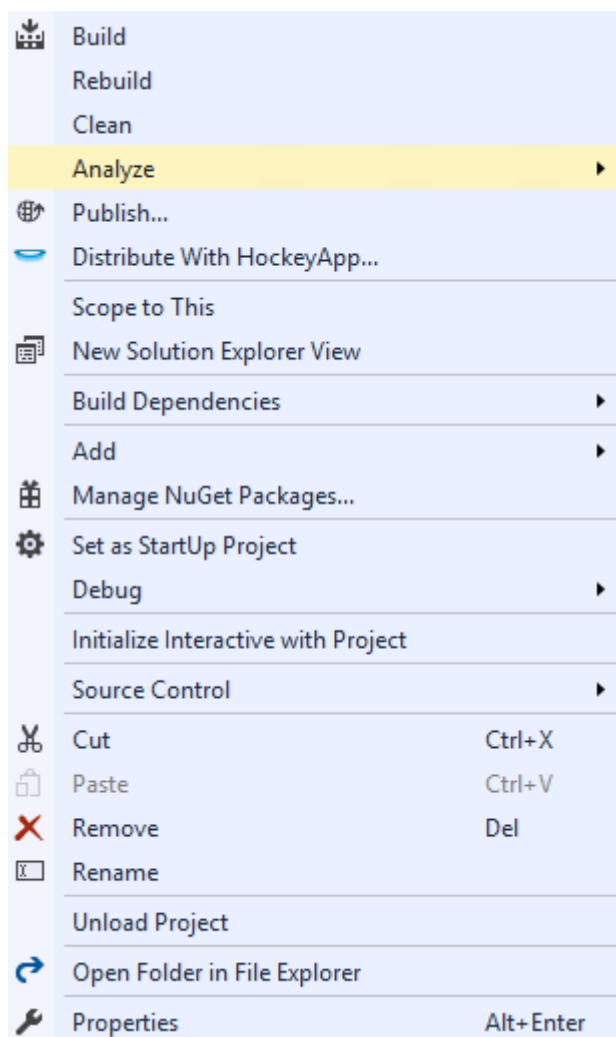 Build
Rebuild
Clean
Analyze
Publish...
Distribute With HockeyApp...
Scope to This
New Solution Explorer View
Build Dependencies
Add
Manage NuGet Packages...
Set as StartUp Project
Debug
Initialize Interactive with Project
Source Control
Cut Ctrl+X
Paste Ctrl+V
Remove Del
Rename
Unload Project
Open Folder in File Explorer
Properties Alt+Enter